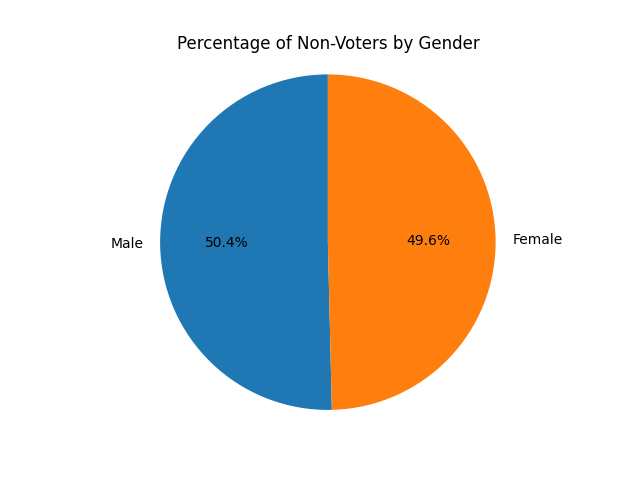 Percentage of Non-Voters by Gender
Male
50.4%
49.6%
Female